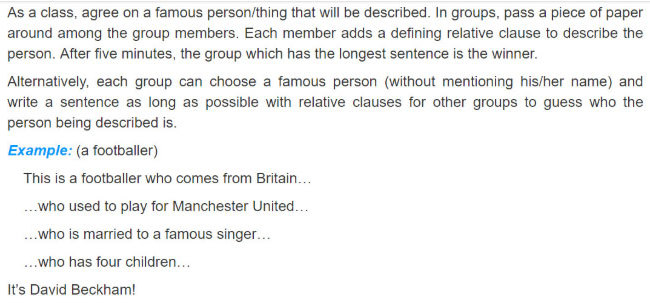 As a class, agree on a famous person/thing that will be described. In groups, pass a piece of paper
around among the group members. Each member adds a defining relative clause to describe the
person. After five minutes, the group which has the longest sentence is the winner.
Alternatively, each group can choose a famous person (without mentioning his/her name) and
write a sentence as long as possible with relative clauses for other groups to guess who the
person being described is.
Example: (a footballer)
This is a footballer who comes from Britain…
…who used to play for Manchester United…
…who is married to a famous singer…
…who has four children…
It's David Beckham!